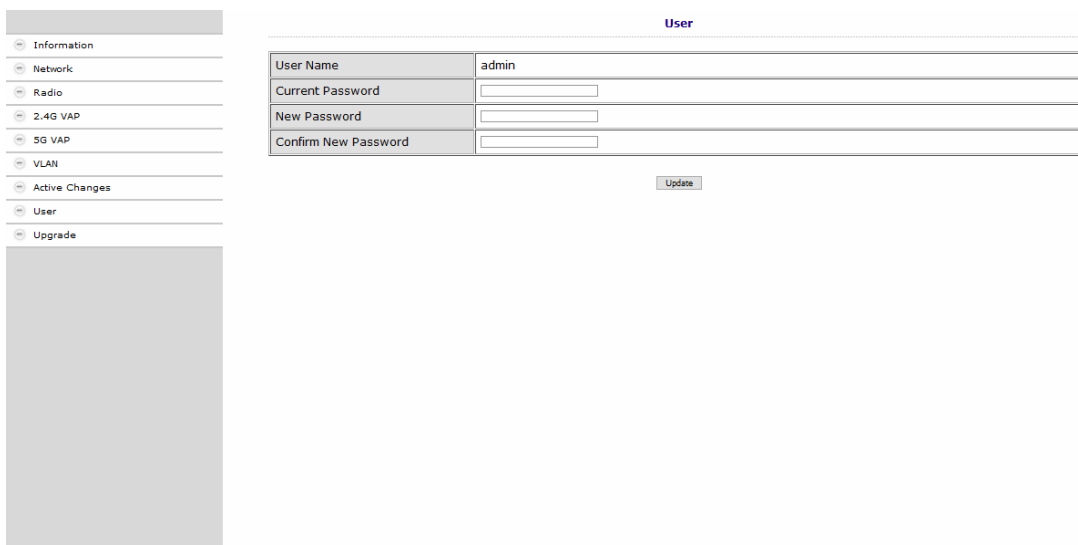 User
Information
Network
Radio
2.4G VAP
5G VAP
VLAN
Active Changes
User
Upgrade
User Name admin
Current Password
New Password
Confirm New Password
Update